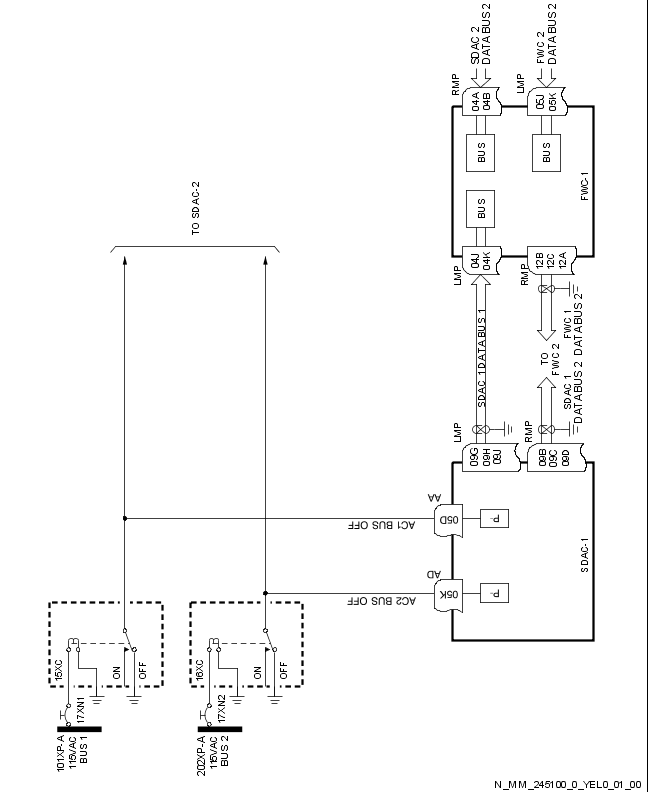 SDAC 2
DATA BUS 2
FWC 2
DATA BUS 2
RMP
LMP
04A
04B
05J
05K
BUS
BUS
BUS
FWC-1
04J
04K
12B
12C
12A
LMP
RMP
TO SDAC-2
SDAC 1 DATA BUS 1
FWC 1
DATA BUS 2
TO
FWC 2
SDAC 1
DATA BUS 2
LMP
RMP
09G
09H
09J
09B
09C
09D
AA
05D
P-
AC1 BUS OFF
AD
05K
P-
AC2 BUS OFF
SDAC-1
15XC
ON
OFF
16XC
ON
OFF
17XN1
17XN2
101XP-A
115VAC
BUS 1
202XP-A
115VAC
BUS 2
N_MM_245100_0_YEL0_01_00